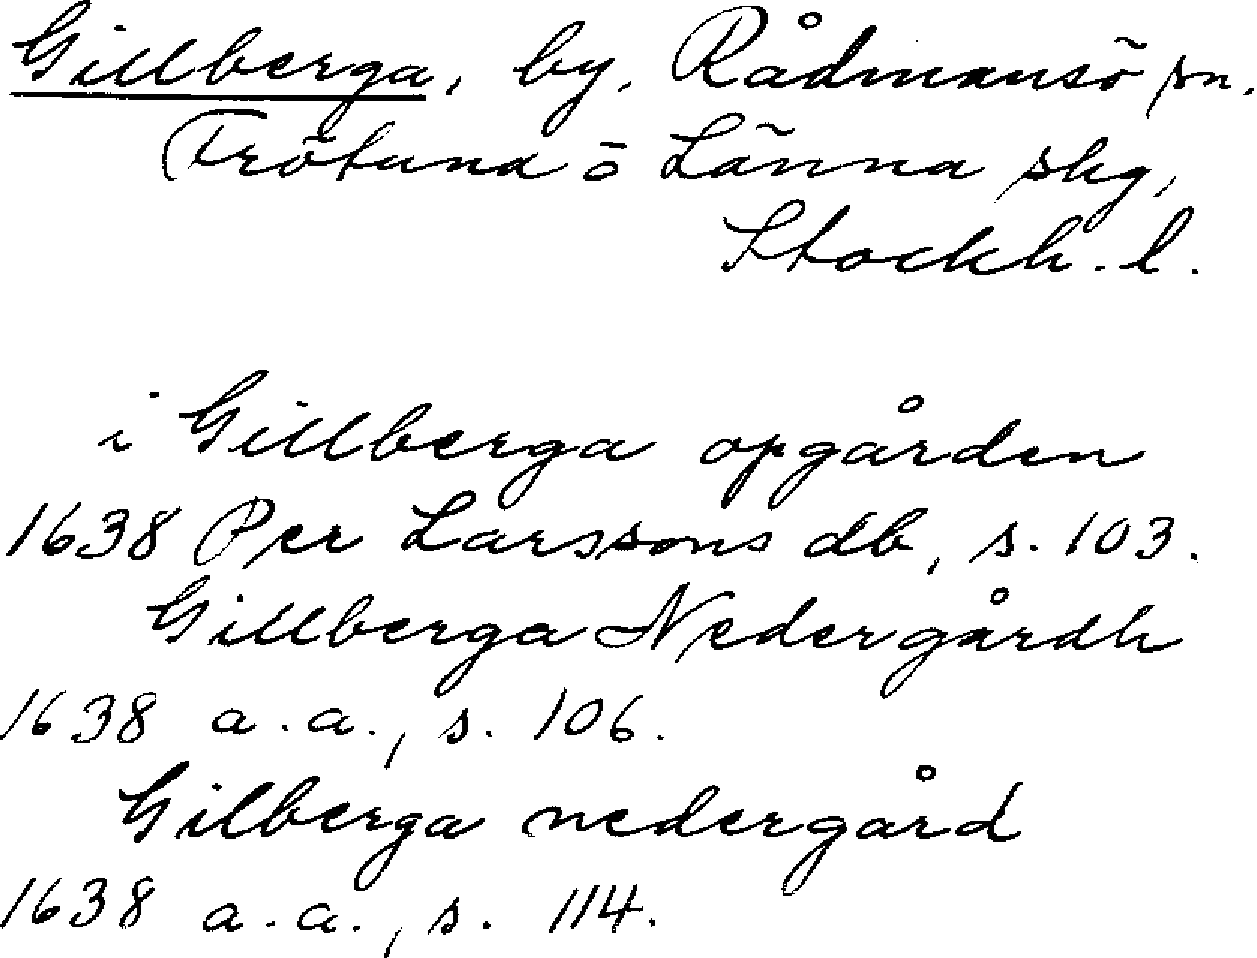 Gillberga, by, Rådmansö sn.
Frötuna ö Länna skg,
Stockh. l.
i Gillberga opgården
1638 Per Larssons db, s. 103.
Gillberga Nedergårdh
1638 a.a., s. 106.
Gilberga nedergård
1638 a.a., s. 114.